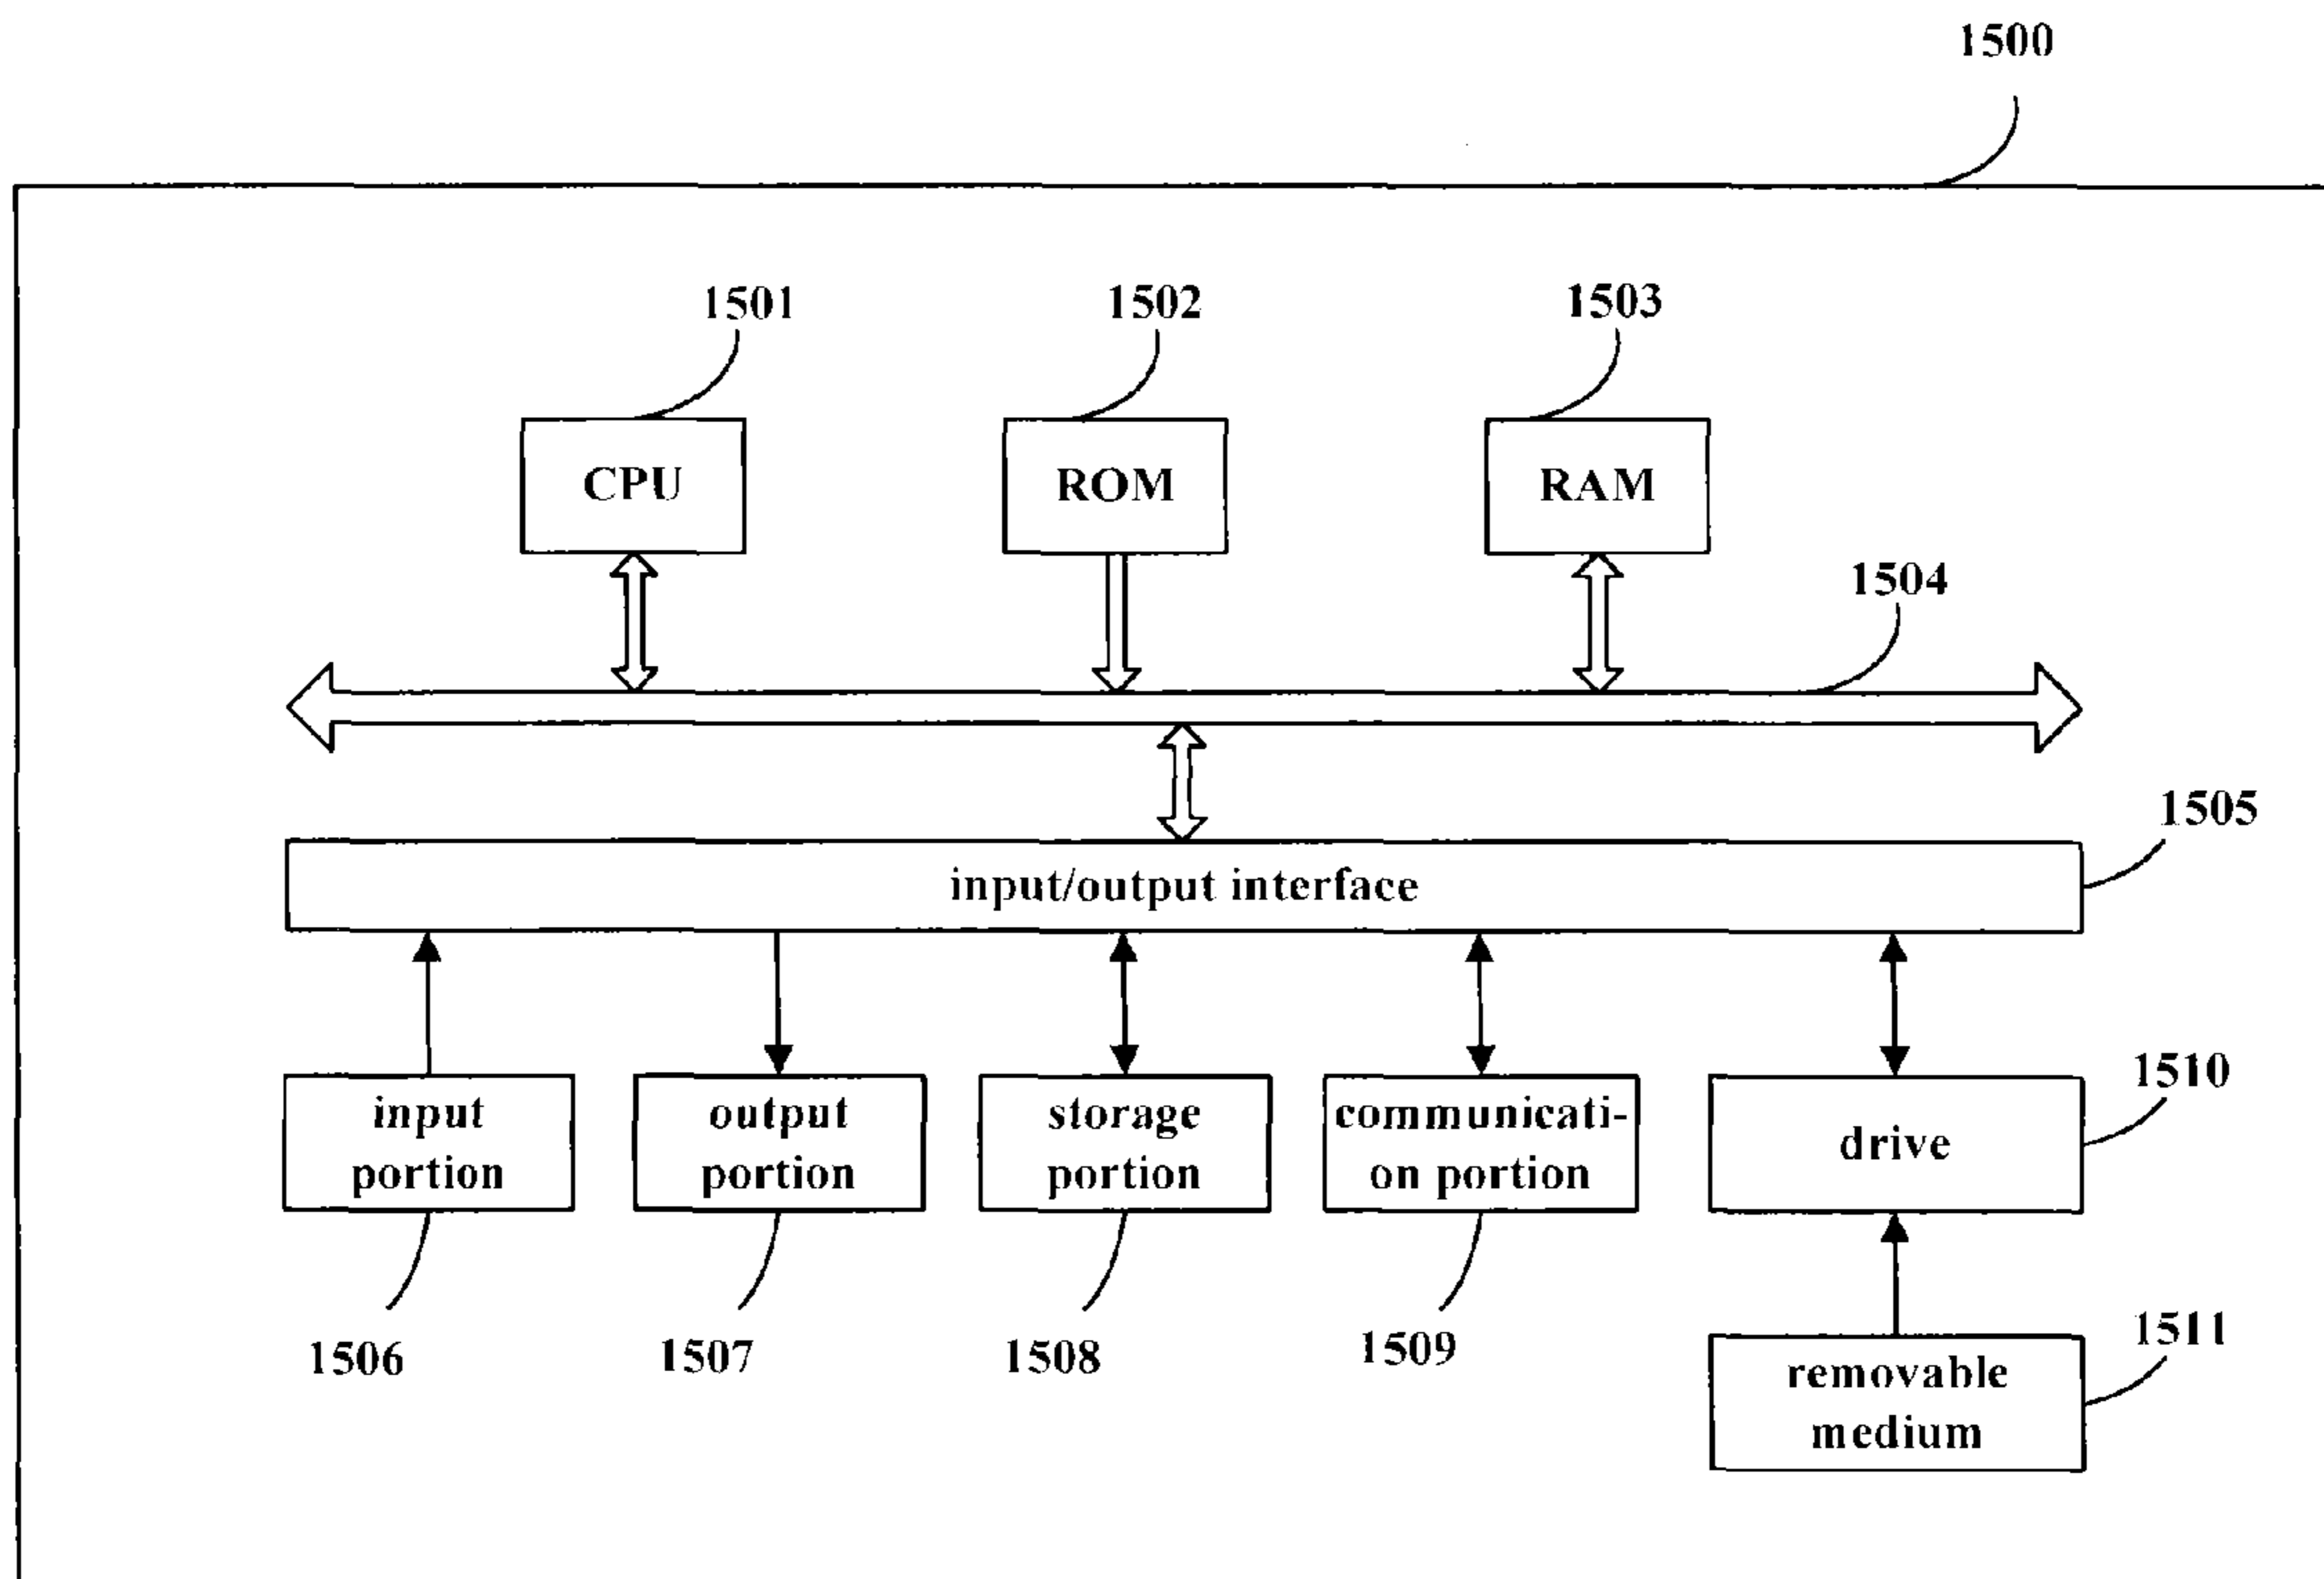 1500
1501
1502
1503
CPU
ROM
RAM
1504
1505
input/output interface
1510
input
portion
output
portion
storage
portion
communicati-
on portion
drive
1506
1507
1508
1509
1511
removable
medium